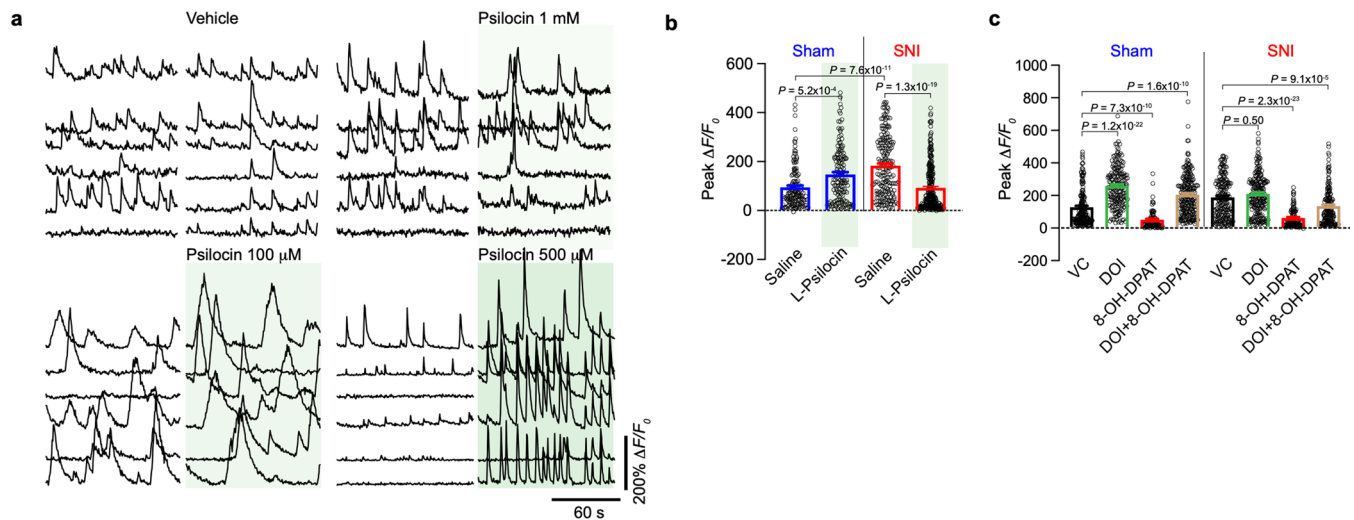 a
Vehicle
Psilocin 1 mM
Psilocin 100 μM
Psilocin 500 μM
200% ΔF/F0
60 s
b
Sham
SNI
600
400
200
0
-200
Peak ΔF/F0
P = 7.6x10-11
P = 5.2x10-4
P = 1.3x10-19
Saline
L-Psilocin
Saline
L-Psilocin
c
Sham
SNI
1000
800
600
400
200
0
-200
Peak ΔF/F0
P = 1.6x10-10
P = 7.3x10-10
P = 1.2x10-22
P = 9.1x10-5
P = 2.3x10-23
P = 0.50
VC
DOI
8-OH-DPAT
DOI+8-OH-DPAT
VC
DOI
8-OH-DPAT
DOI+8-OH-DPAT